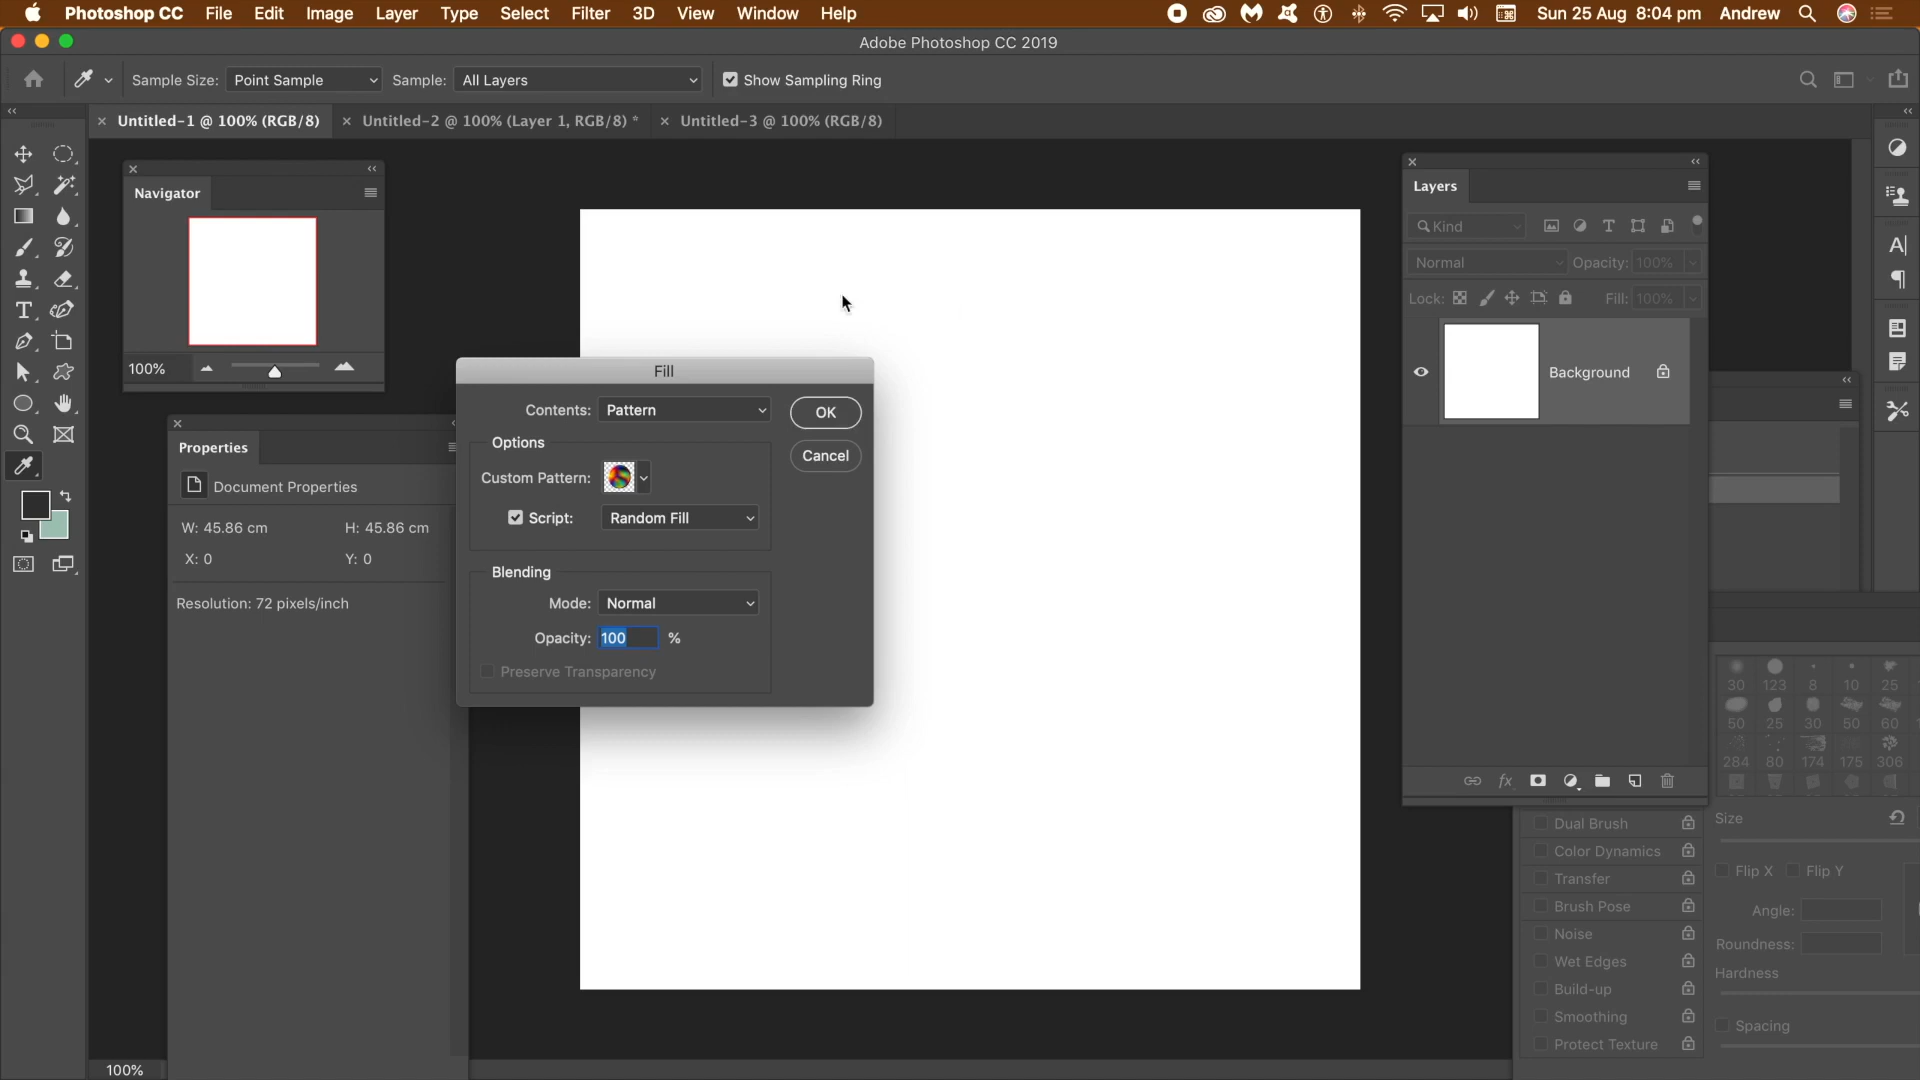 Photoshop CC File Edit Image Layer Type Select Filter 3D View Window Help Sun 25 Aug 8:04 pm Andrew
Adobe Photoshop CC 2019
Sample Size: Point Sample Sample: All Layers Show Sampling Ring
Untitled-1 @ 100% (RGB/8) Untitled-2 @ 100% (Layer 1, RGB/8) * Untitled-3 @ 100% (RGB/8)
Navigator
100%
Properties
Document Properties
W: 45.86 cm H: 45.86 cm
X: 0 Y: 0
Resolution: 72 pixels/inch
Fill
Contents: Pattern OK
Options
Cancel
Custom Pattern:
Script: Random Fill
Blending
Mode: Normal
Opacity: 100 %
Preserve Transparency
Layers
Kind
Normal Opacity: 100%
Lock: Fill: 100%
Background
fx
30 123 8 10 25
50 25 30 50 60
284 80 174 175 306
Dual Brush
Color Dynamics
Transfer
Brush Pose
Noise
Wet Edges
Build-up
Smoothing
Protect Texture
Size
Flip X Flip Y
Angle:
Roundness:
Hardness
Spacing
100%